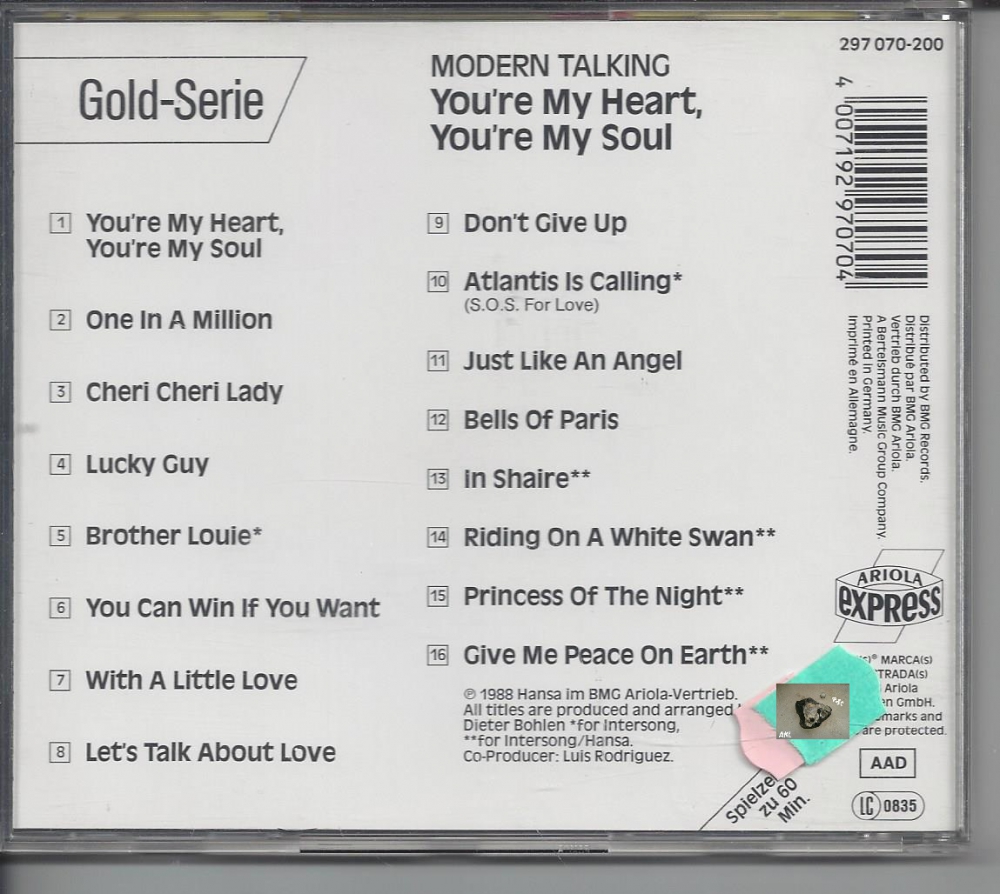 297 070-200
Gold-Serie
MODERN TALKING
You're My Heart,
You're My Soul
1 You're My Heart,
You're My Soul
2 One In A Million
3 Cheri Cheri Lady
4 Lucky Guy
5 Brother Louie*
6 You Can Win If You Want
7 With A Little Love
8 Let's Talk About Love
9 Don't Give Up
10 Atlantis Is Calling*
(S.O.S. For Love)
11 Just Like An Angel
12 Bells Of Paris
13 In Shaire**
14 Riding On A White Swan**
15 Princess Of The Night**
16 Give Me Peace On Earth**
℗ 1988 Hansa im BMG Ariola-Vertrieb.
All titles are produced and arranged
Dieter Bohlen *for Intersong,
**for Intersong/Hansa.
Co-Producer: Luis Rodriguez.
4 007192 970704
Distributed by BMG Records.
Distribué par BMG Ariola.
Vertrieb durch BMG Ariola.
A Bertelsmann Music Group Company.
Printed in Germany.
Imprimé en Allemagne.
ARIOLA
EXPRESS
MARCA(s)
Ariola
GmbH.
and
are protected.
AAD
LC 0835
zu 60
Min.